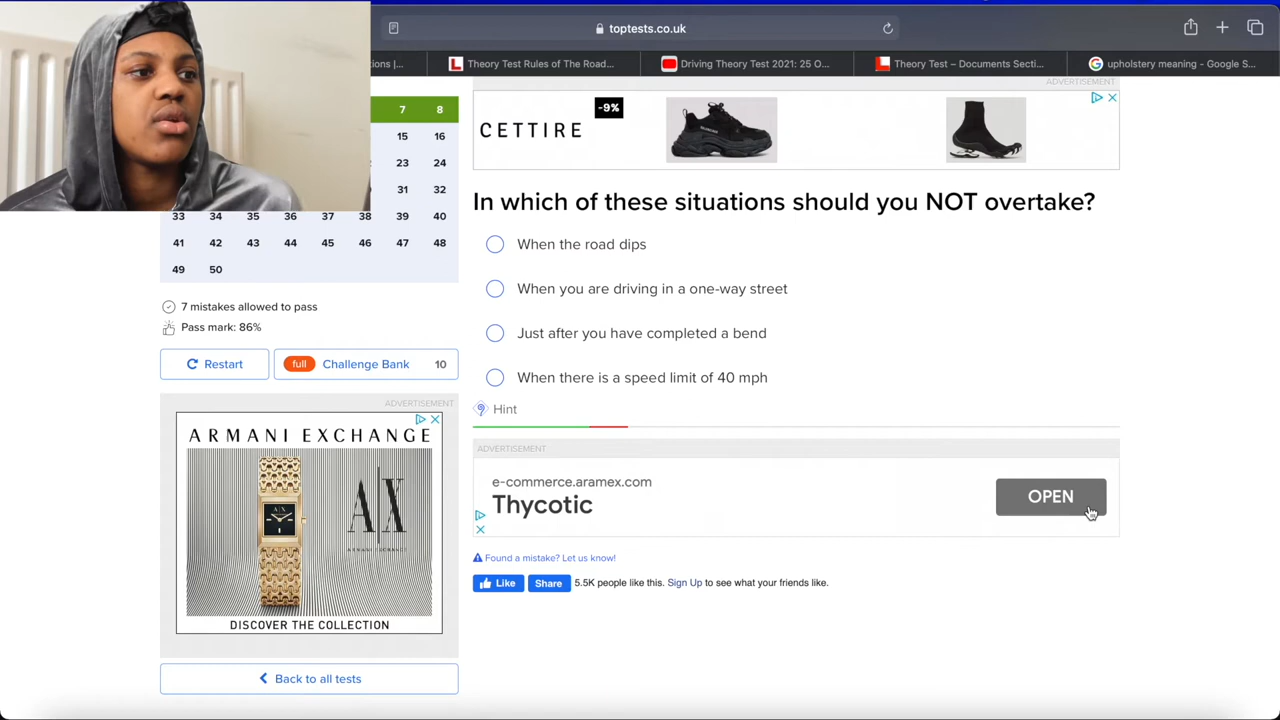 toptests.co.uk
tions |...
Theory Test Rules of The Road...
Driving Theory Test 2021: 25 O...
Theory Test – Documents Secti...
upholstery meaning - Google S...
ADVERTISEMENT
CETTIRE
-9%
7 8
15 16
23 24
31 32
33 34 35 36 37 38 39 40
41 42 43 44 45 46 47 48
49 50
7 mistakes allowed to pass
Pass mark: 86%
Restart
full Challenge Bank 10
ADVERTISEMENT
ARMANI EXCHANGE
A|X
ARMANI EXCHANGE
DISCOVER THE COLLECTION
Back to all tests
In which of these situations should you NOT overtake?
When the road dips
When you are driving in a one-way street
Just after you have completed a bend
When there is a speed limit of 40 mph
Hint
ADVERTISEMENT
e-commerce.aramex.com
Thycotic
OPEN
Found a mistake? Let us know!
Like Share 5.5K people like this. Sign Up to see what your friends like.